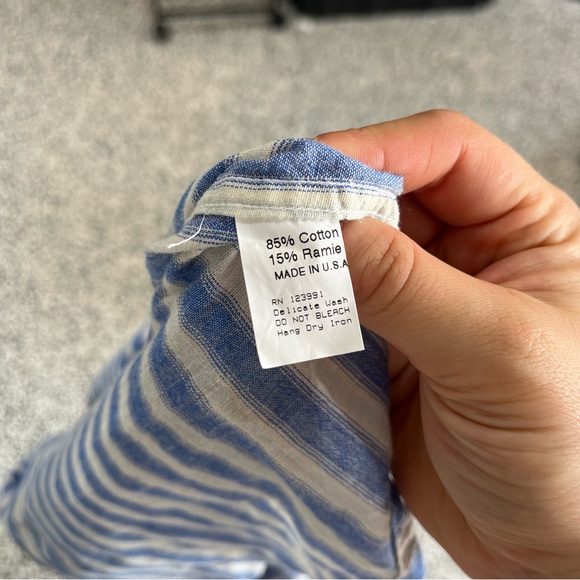 85% Cotton
15% Ramie
MADE IN U.S.A
RN 123991
Delicate Wash
DO NOT BLEACH
Hang Dry Iron